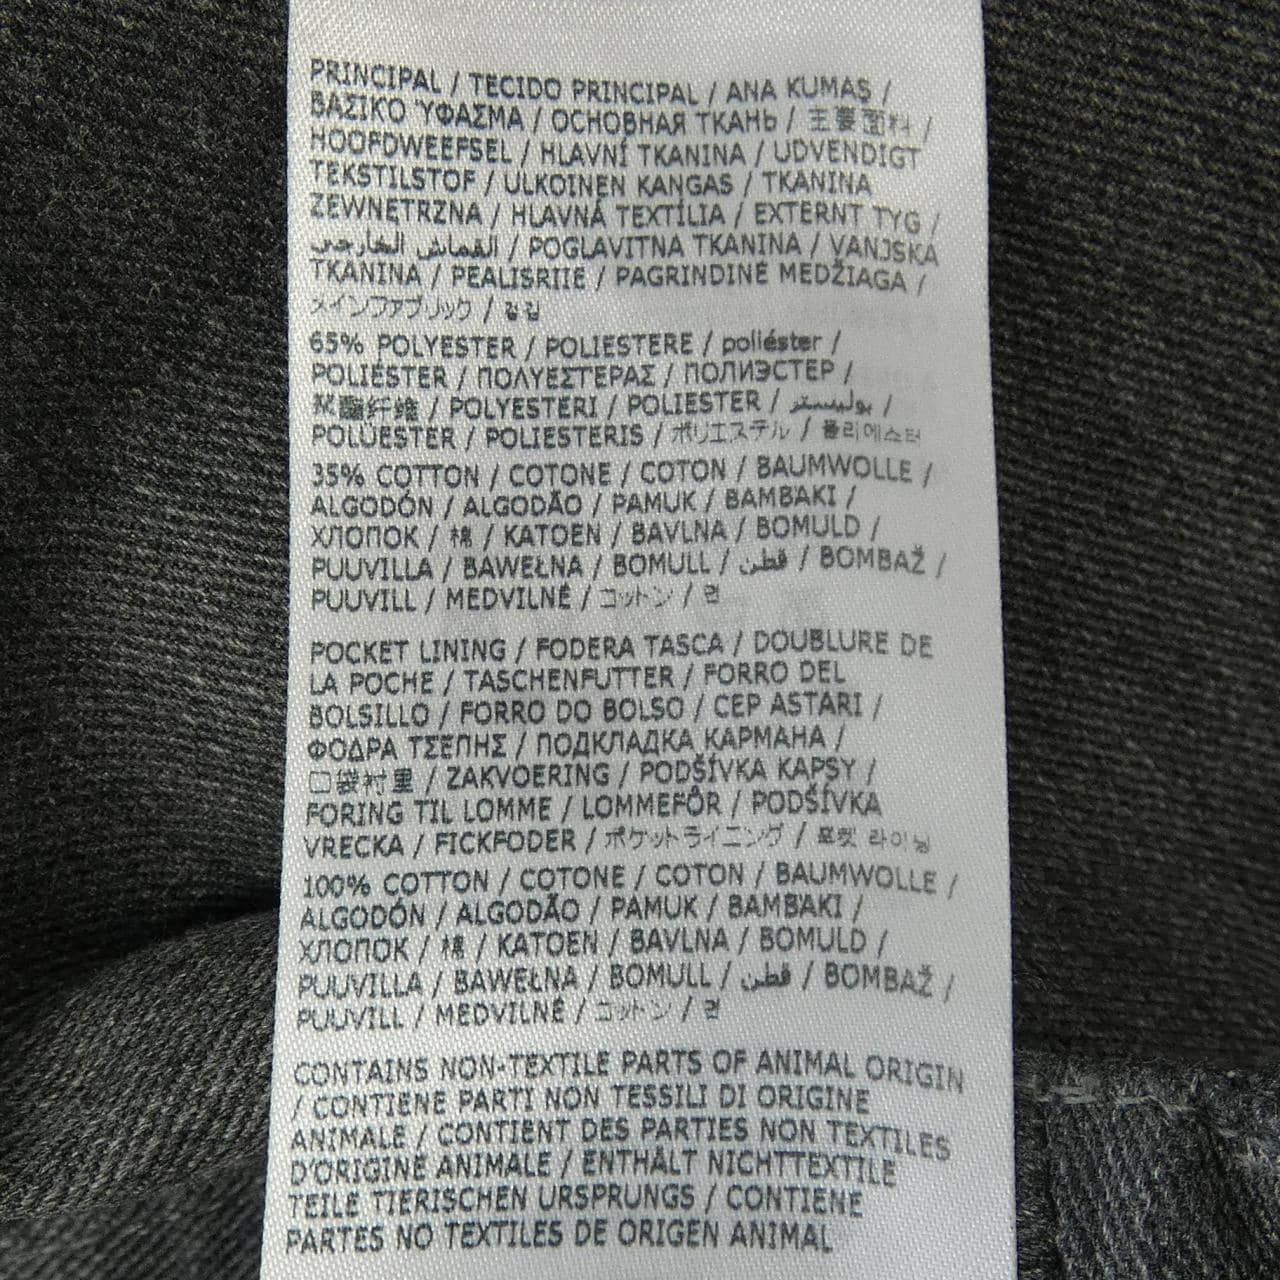 PRINCIPAL / TECIDO PRINCIPAL / ANA KUMAŞ /
ΒΑΣΙΚΟ ΎΦΑΣΜΑ / ОСНОВНАЯ ТКАНЬ / 主要面料 /
HOOFDWEEFSEL / HLAVNÍ TKANINA / UDVENDIGT
TEKSTILSTOF / ULKOINEN KANGAS / TKANINA
ZEWNĘTRZNA / HLAVNÁ TEXTÍLIA / EXTERNT TYG /
القماش الخارجي / POGLAVITNA TKANINA / VANJSKA
TKANINA / PEALISRIIE / PAGRINDINĖ MEDŽIAGA /
メインファブリック / 겉감
65% POLYESTER / POLIESTERE / poliéster /
POLIÉSTER / ΠΟΛΥΕΣΤΕΡΑΣ / ПОЛИЭСТЕР /
聚酯纤维 / POLYESTERI / POLIESTER / بوليستر /
POLÜESTER / POLIESTERIS / ポリエステル / 폴리에스터
35% COTTON / COTONE / COTON / BAUMWOLLE /
ALGODÓN / ALGODÃO / PAMUK / ΒΑΜΒΆΚΙ /
ХЛОПОК / 棉 / KATOEN / BAVLNA / BOMULD /
PUUVILLA / BAWEŁNA / BOMULL / قطن / BOMBAŽ /
PUUVILL / MEDVILNĖ / コットン / 면
POCKET LINING / FODERA TASCA / DOUBLURE DE
LA POCHE / TASCHENFUTTER / FORRO DEL
BOLSILLO / FORRO DO BOLSO / CEP ASTARI /
ΦΟΔΡΑ ΤΣΕΠΗΣ / ПОДКЛАДКА КАРМАНА /
口袋衬里 / ZAKVOERING / PODŠÍVKA KAPSY /
FORING TIL LOMME / LOMMEFÔR / PODŠÍVKA
VRECKA / FICKFODER / ポケットライニング / 포켓 라이닝
100% COTTON / COTONE / COTON / BAUMWOLLE /
ALGODÓN / ALGODÃO / PAMUK / ΒΑΜΒΆΚΙ /
ХЛОПОК / 棉 / KATOEN / BAVLNA / BOMULD /
PUUVILLA / BAWEŁNA / BOMULL / قطن / BOMBAŽ /
PUUVILL / MEDVILNĖ / コットン / 면
CONTAINS NON-TEXTILE PARTS OF ANIMAL ORIGIN
/ CONTIENE PARTI NON TESSILI DI ORIGINE
ANIMALE / CONTIENT DES PARTIES NON TEXTILES
D'ORIGINE ANIMALE / ENTHÄLT NICHTTEXTILE
TEILE TIERISCHEN URSPRUNGS / CONTIENE
PARTES NO TEXTILES DE ORIGEN ANIMAL